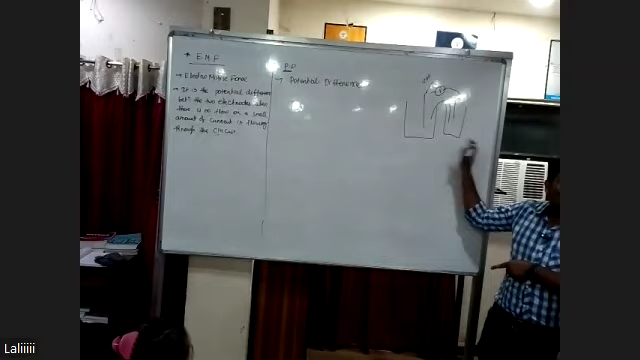 * E.M.F
→ Electro Motive Force
→ It is the potential difference
betⁿ the two electrodes when
there is no flow or a small
amount of current is flowing
through the circuit
P.D
→ Potential Difference
Laliiiii